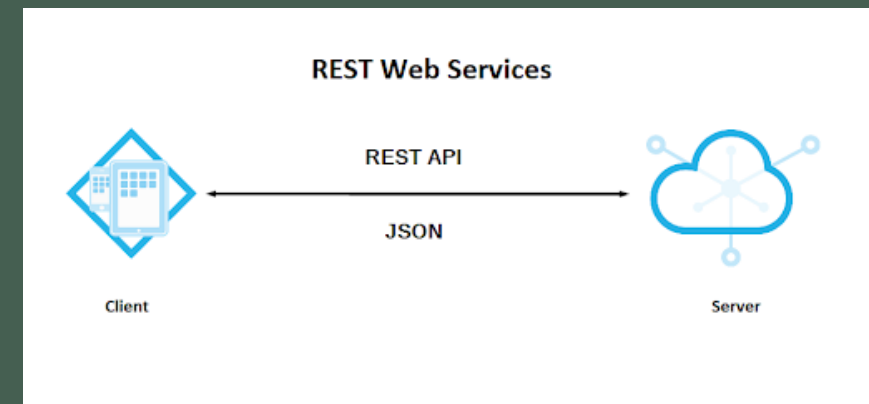 REST Web Services
REST API
JSON
Client
Server